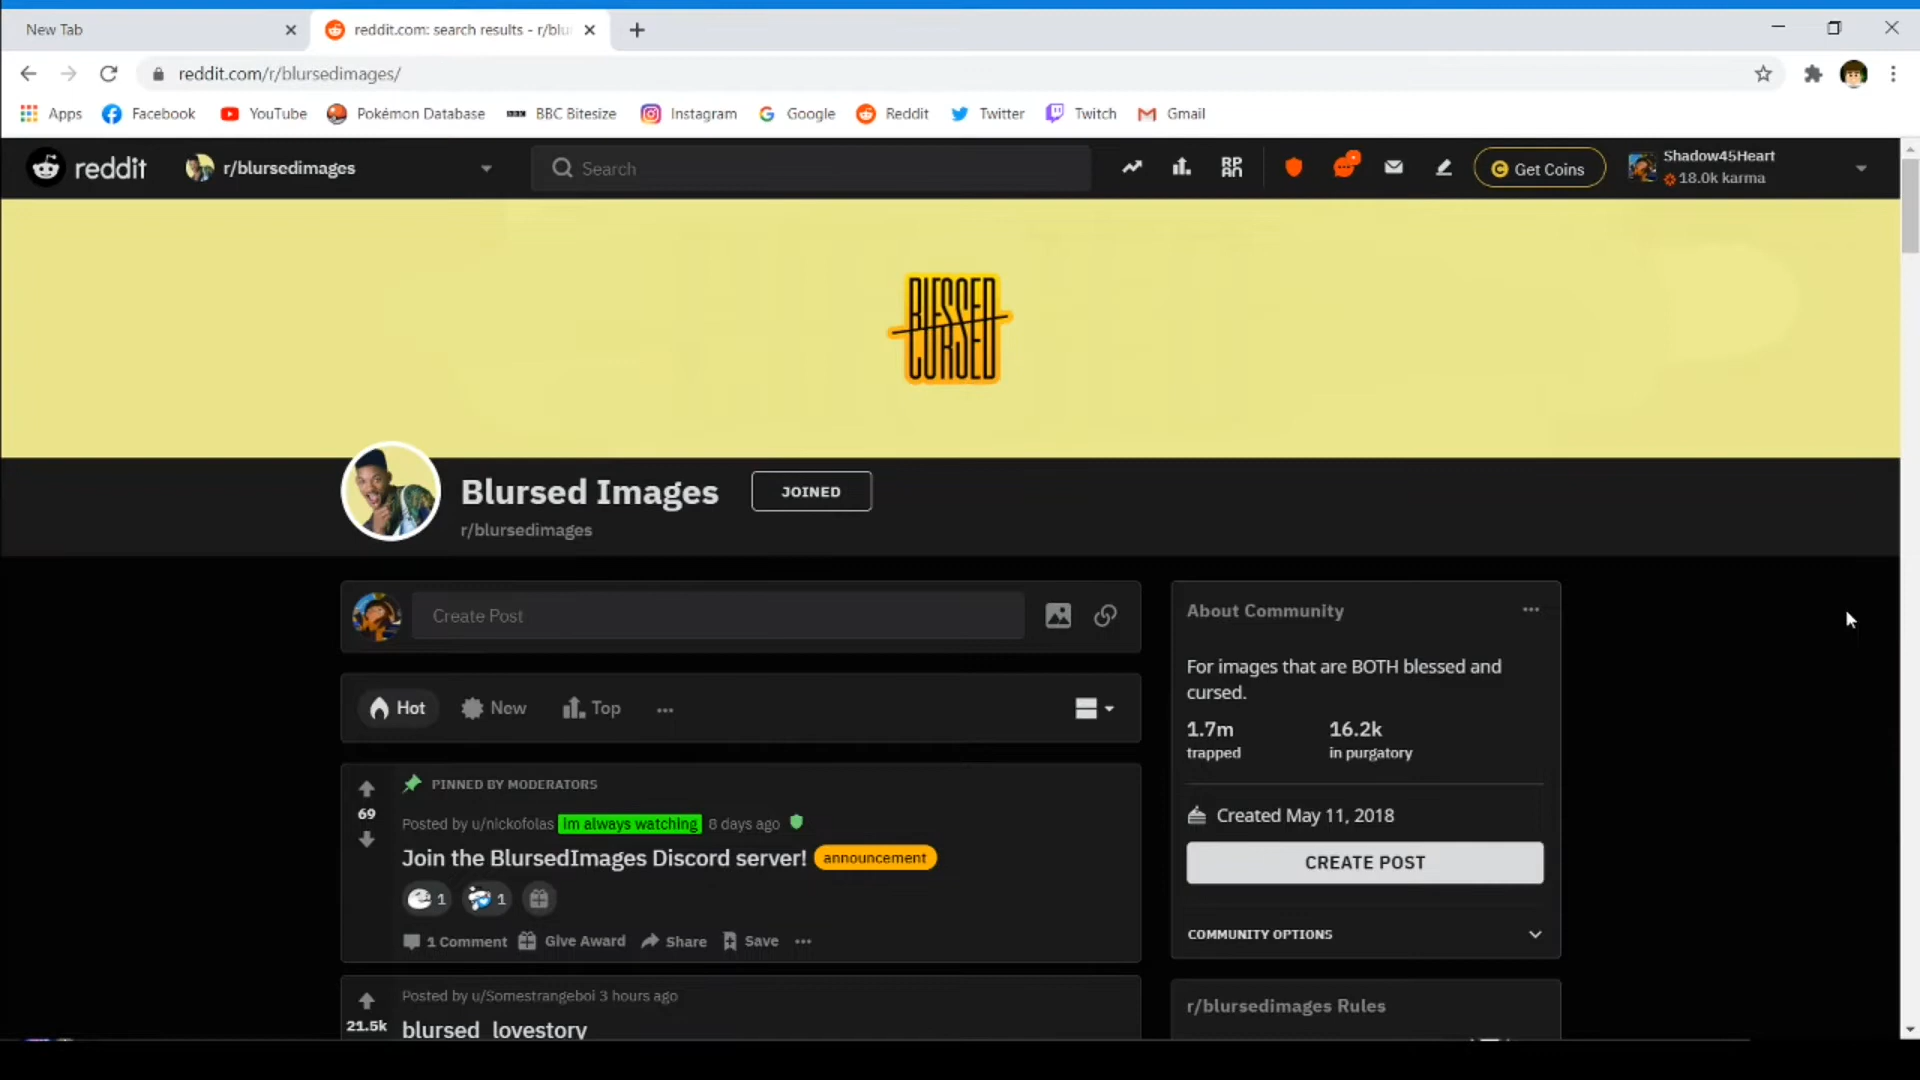 New Tab
reddit.com: search results - r/blu
reddit.com/r/blursedimages/
Apps Facebook YouTube Pokémon Database BBC Bitesize Instagram Google Reddit Twitter Twitch Gmail
reddit r/blursedimages Search Get Coins Shadow45Heart
18.0k karma
BLESSED
CURSED
Blursed Images JOINED
r/blursedimages
Create Post
Hot New Top
PINNED BY MODERATORS
69
Posted by u/nickofolas im always watching 8 days ago
Join the BlursedImages Discord server! announcement
1 1
1 Comment Give Award Share Save
Posted by u/Somestrangeboi 3 hours ago
21.5k blursed_lovestory
About Community
For images that are BOTH blessed and
cursed.
1.7m 16.2k
trapped in purgatory
Created May 11, 2018
CREATE POST
COMMUNITY OPTIONS
r/blursedimages Rules